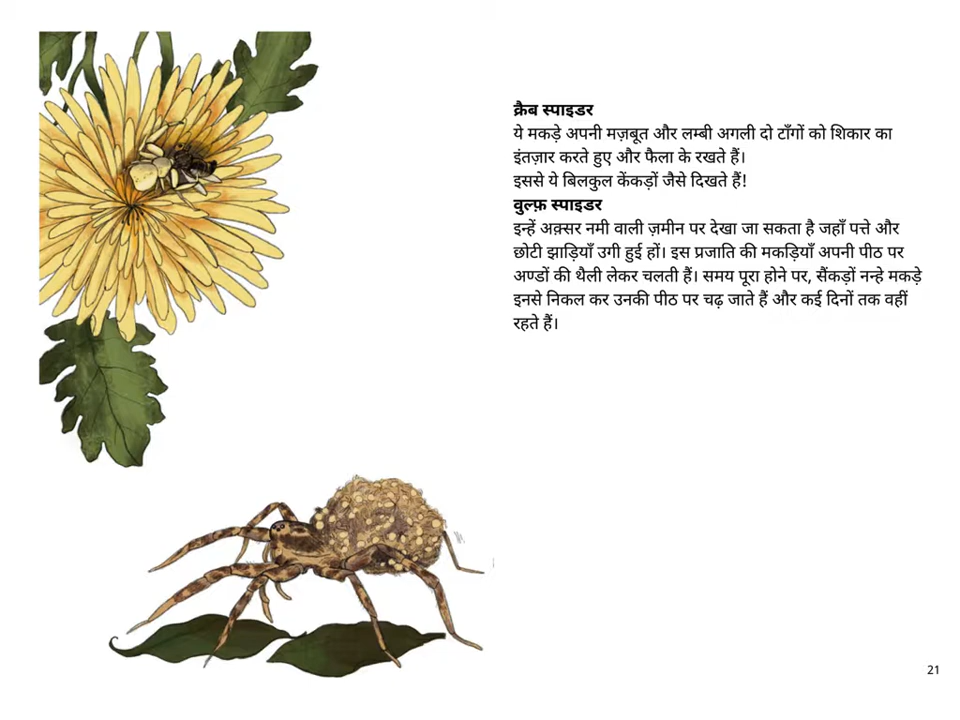 क्रैब स्पाइडर
ये मकड़े अपनी मज़बूत और लम्बी अगली दो टाँगों को शिकार का
इंतज़ार करते हुए और फैला के रखते हैं।
इससे ये बिलकुल केंकड़ों जैसे दिखते हैं!
वुल्फ़ स्पाइडर
इन्हें अक़्सर नमी वाली ज़मीन पर देखा जा सकता है जहाँ पत्ते और
छोटी झाड़ियाँ उगी हुई हों। इस प्रजाति की मकड़ियाँ अपनी पीठ पर
अण्डों की थैली लेकर चलती हैं। समय पूरा होने पर, सैंकड़ों नन्हे मकड़े
इनसे निकल कर उनकी पीठ पर चढ़ जाते हैं और कई दिनों तक वहीं
रहते हैं।
21